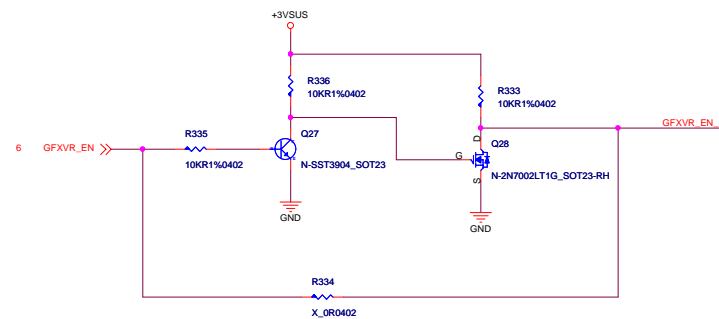 +3VSUS
R336
10KR1%0402
R333
10KR1%0402
R335
10KR1%0402
Q27
N-SST3904_SOT23
6 GFXVR_EN
GFXVR_EN_
D
G
S
Q28
N-2N7002LT1G_SOT23-RH
GND
GND
R334
X_0R0402